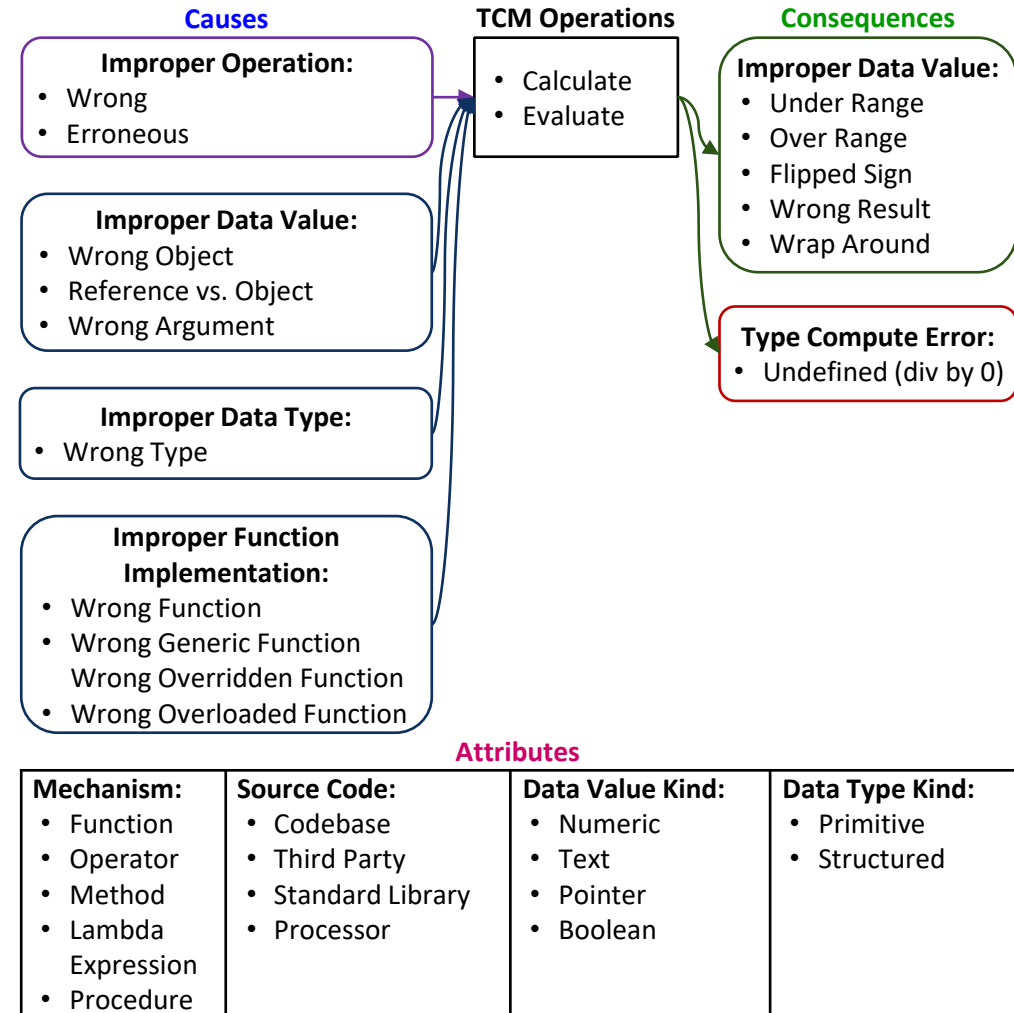 Causes
Improper Operation:
• Wrong
• Erroneous
Improper Data Value:
• Wrong Object
• Reference vs. Object
• Wrong Argument
Improper Data Type:
• Wrong Type
Improper Function
Implementation:
• Wrong Function
• Wrong Generic Function
Wrong Overridden Function
• Wrong Overloaded Function
TCM Operations
• Calculate
• Evaluate
Consequences
Improper Data Value:
• Under Range
• Over Range
• Flipped Sign
• Wrong Result
• Wrap Around
Type Compute Error:
• Undefined (div by 0)
Attributes
Mechanism:
• Function
• Operator
• Method
• Lambda
Expression
• Procedure
Source Code:
• Codebase
• Third Party
• Standard Library
• Processor
Data Value Kind:
• Numeric
• Text
• Pointer
• Boolean
Data Type Kind:
• Primitive
• Structured